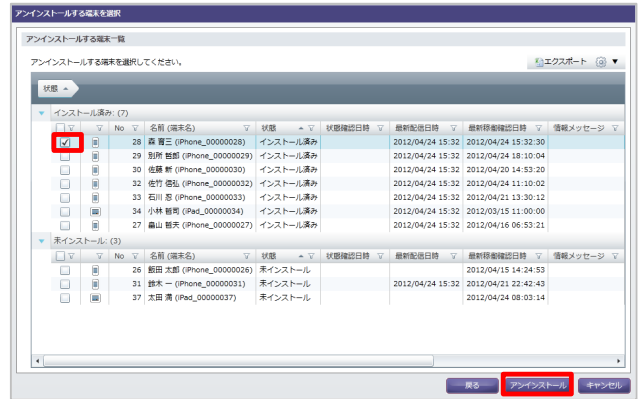 アンインストールする端末を選択
アンインストールする端末一覧
アンインストールする端末を選択してください。 エクスポート
状態
インストール済み: (7)
No 名前 (端末名) 状態 状態確認日時 最新配信日時 最新稼働確認日時 情報メッセージ
28 森 寛三 (iPhone_00000028) インストール済み 2012/04/24 15:32 2012/04/24 15:32:30
29 別所 哲郎 (iPhone_00000029) インストール済み 2012/04/24 15:32 2012/04/24 18:10:04
30 佐藤 新 (iPhone_00000030) インストール済み 2012/04/24 15:32 2012/04/20 14:53:20
32 佐竹 信弘 (iPhone_00000032) インストール済み 2012/04/24 15:32 2012/04/24 11:10:02
33 石川 忍 (iPhone_00000033) インストール済み 2012/04/24 15:32 2012/04/21 13:30:12
34 小林 哲司 (iPad_00000034) インストール済み 2012/04/24 15:32 2012/03/15 11:00:00
27 畠山 哲夫 (iPhone_00000027) インストール済み 2012/04/24 15:32 2012/04/16 06:53:21
未インストール: (3)
No 名前 (端末名) 状態 状態確認日時 最新配信日時 最新稼働確認日時 情報メッセージ
26 飯田 太郎 (iPhone_00000026) 未インストール 2012/04/15 14:24:53
31 鈴木 一 (iPhone_00000031) 未インストール 2012/04/24 15:32 2012/04/21 22:42:43
37 太田 満 (iPad_00000037) 未インストール 2012/04/24 08:03:14
戻る アンインストール キャンセル